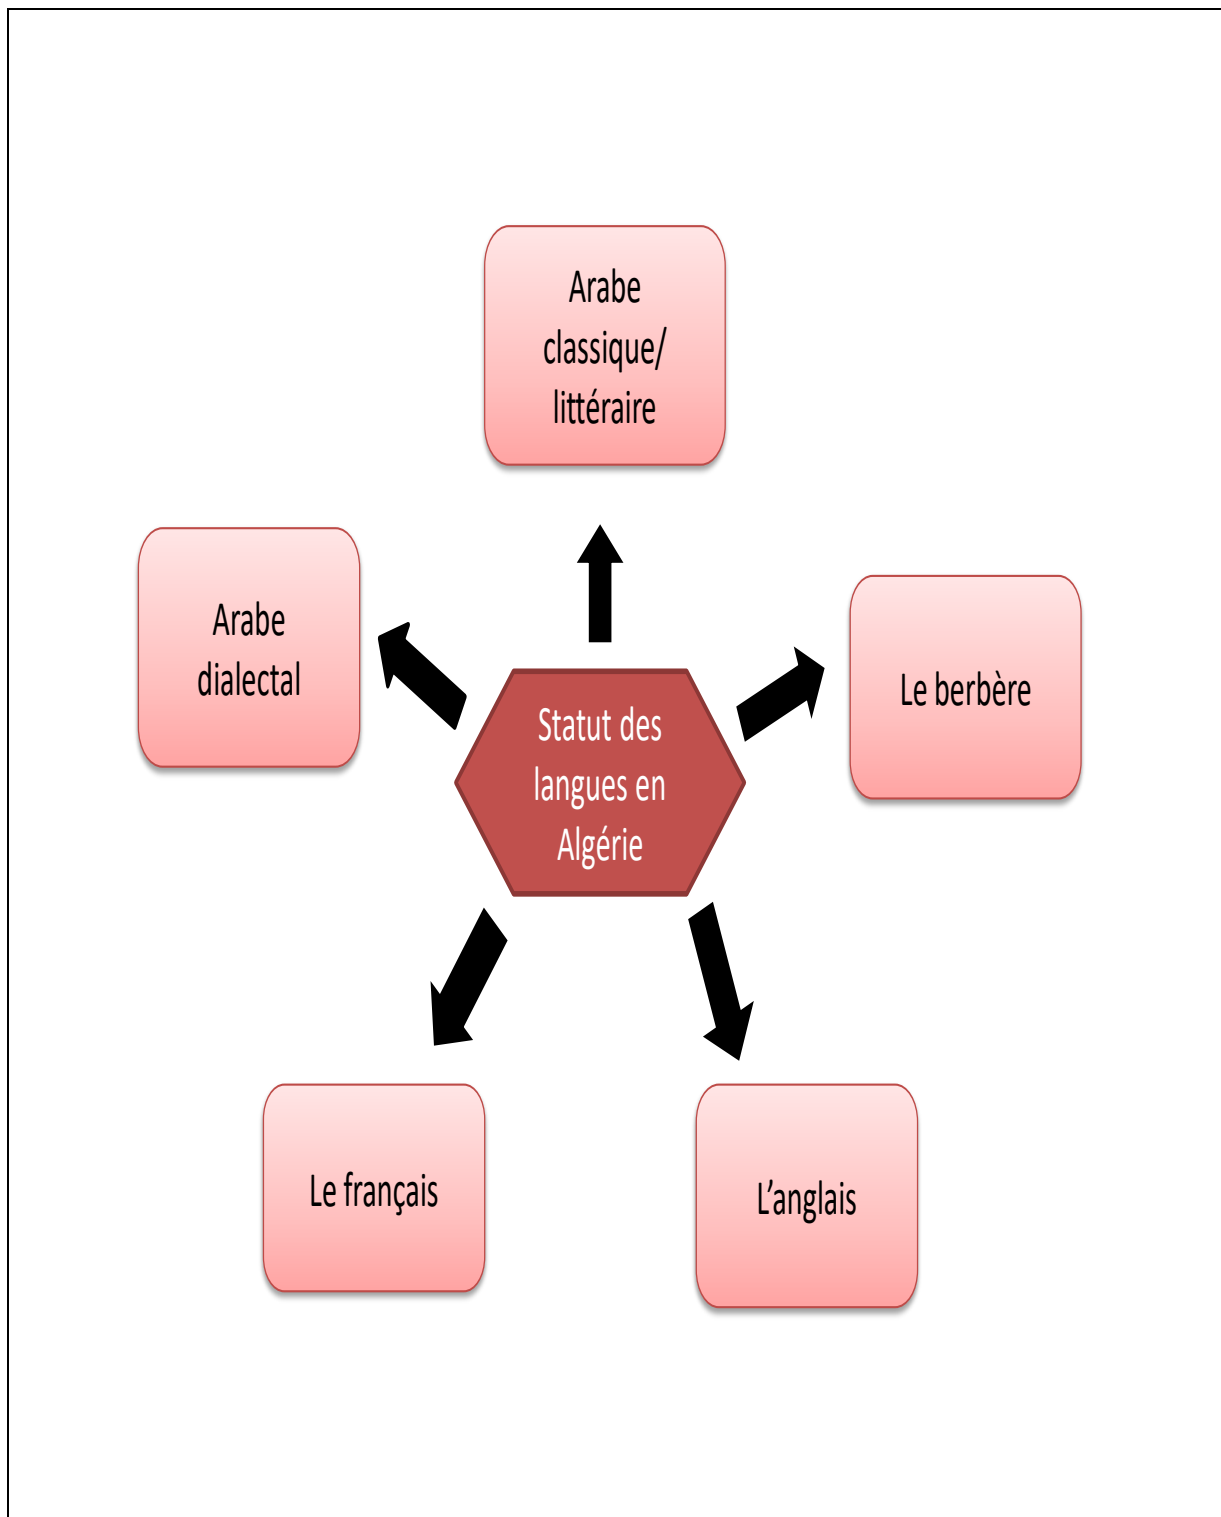 Arabe
classique/
littéraire
Arabe
dialectal
Le berbère
Statut des
langues en
Algérie
Le français
L’anglais